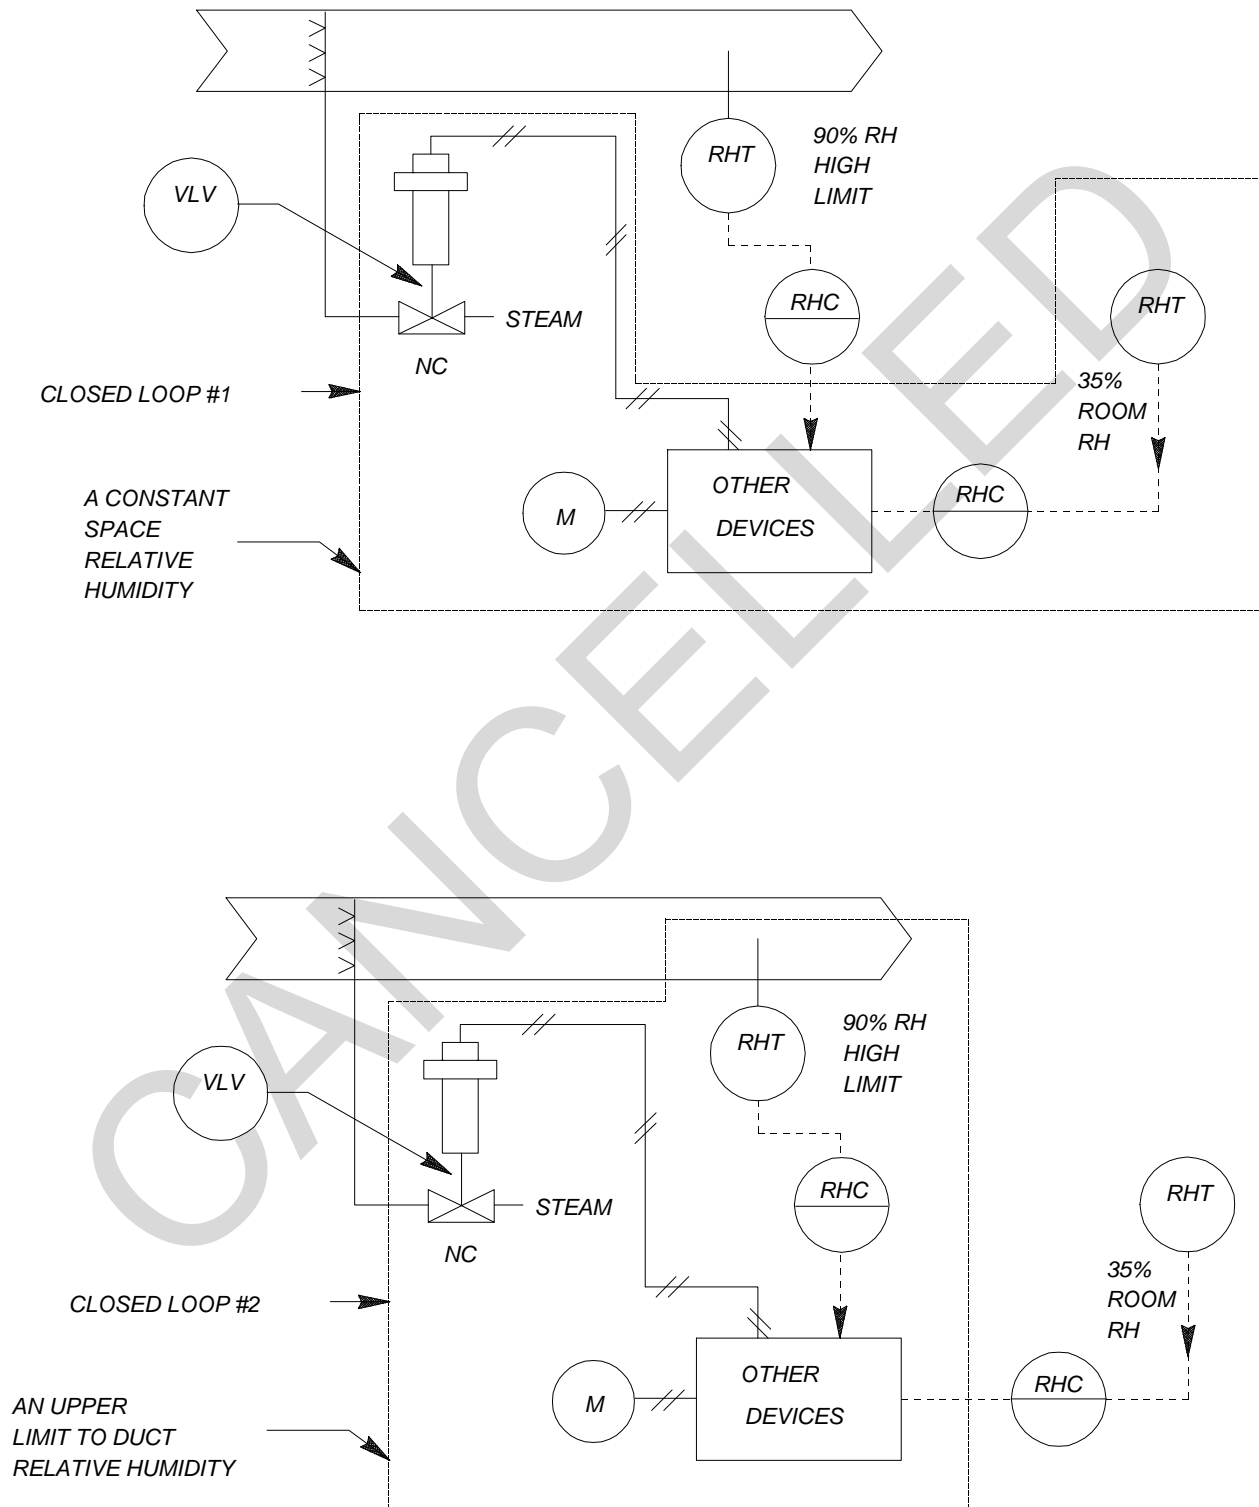 RHT
90% RH
HIGH
LIMIT
VLV
RHC
RHT
STEAM
NC
CLOSED LOOP #1
35%
ROOM
RH
A CONSTANT
SPACE
RELATIVE
HUMIDITY
OTHER
DEVICES
RHC
M
CANCELLED
RHT
90% RH
HIGH
LIMIT
VLV
RHC
RHT
STEAM
NC
CLOSED LOOP #2
35%
ROOM
RH
OTHER
DEVICES
RHC
M
AN UPPER
LIMIT TO DUCT
RELATIVE HUMIDITY